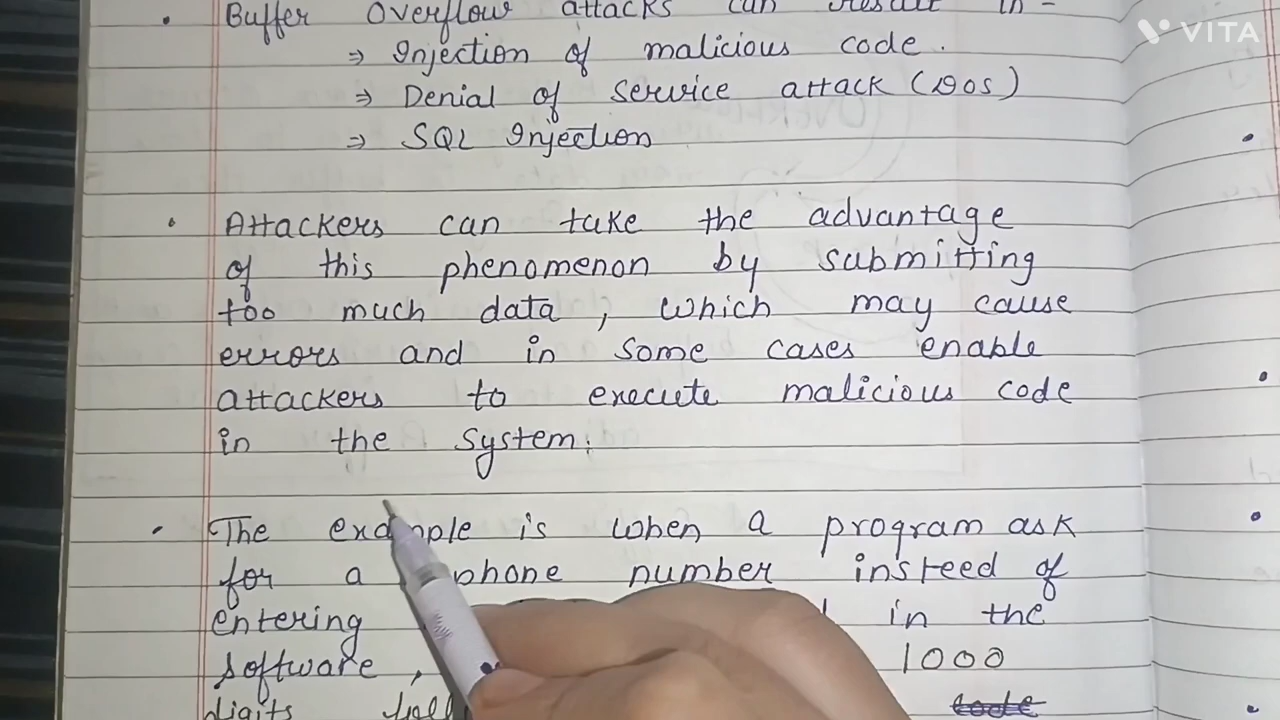 VITA
• Buffer Overflow attacks can result in -
⇒ Injection of malicious code.
⇒ Denial of service attack (DOS)
⇒ SQL Injection
• Attackers can take the advantage
of this phenomenon by submitting
too much data, which may cause
errors and in some cases enable
attackers to execute malicious code
in the system.
• The example is when a program ask
for a phone number insteed of
entering in the
software, 1000
digits